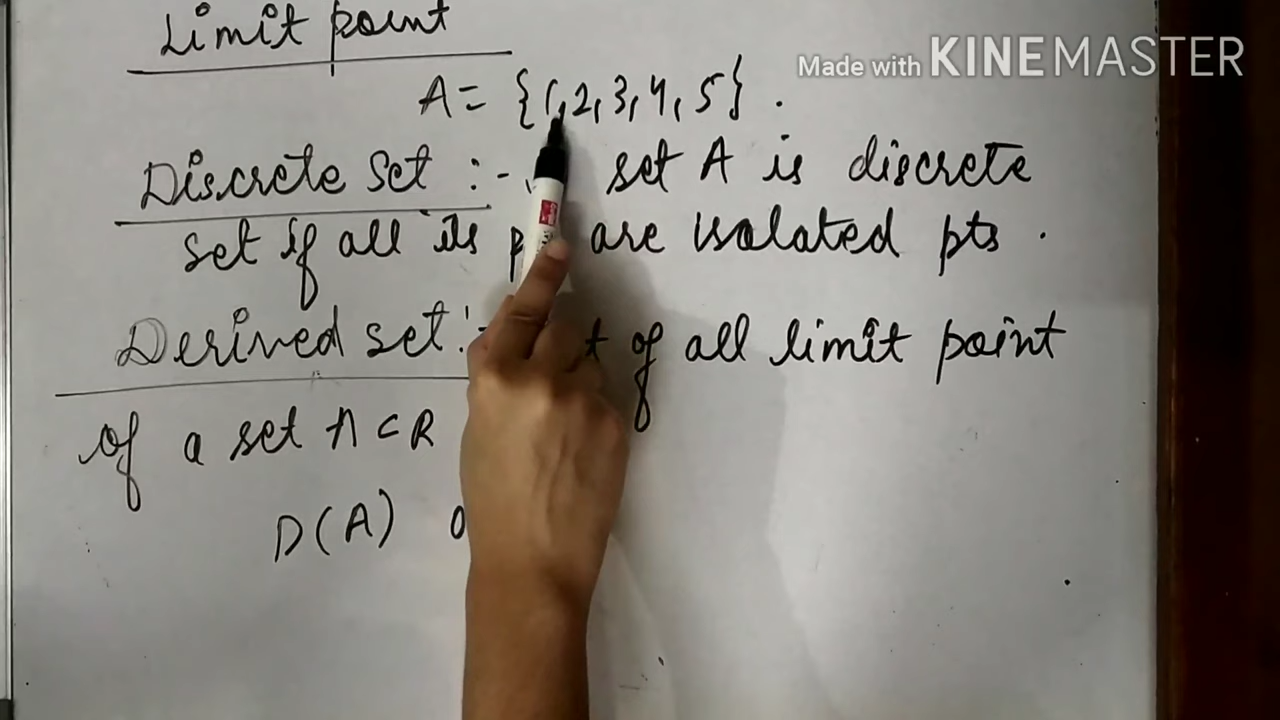 Limit point
Made with KINEMASTER
A = {1, 2, 3, 4, 5} .
Discrete Set :- set A is discrete
set if all its are isolated pts .
Derived set :- of all limit point
of a set A ⊂ R
D(A)